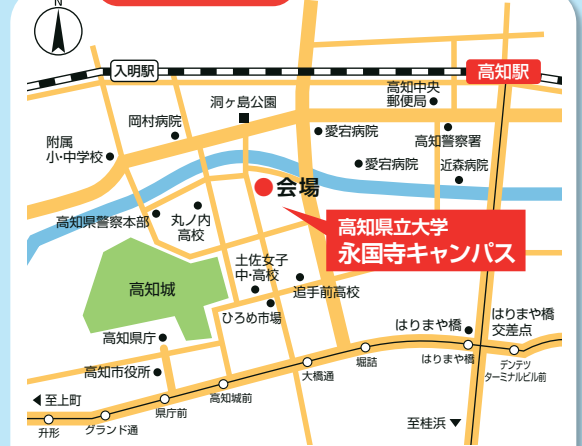 N
入明駅
高知駅
高知中央
郵便局
洞ヶ島公園
岡村病院
愛宕病院
高知警察署
附属
小・中学校
愛宕病院
近森病院
会場
高知県警察本部
丸ノ内
高校
高知県立大学
永国寺キャンパス
土佐女子
中・高校
高知城
追手前高校
ひろめ市場
はりまや橋
はりまや橋
交差点
高知県庁
堀詰
はりまや橋
デンテツ
ターミナルビル前
高知市役所
大橋通
高知城前
至上町
県庁前
グランド通
升形
至桂浜